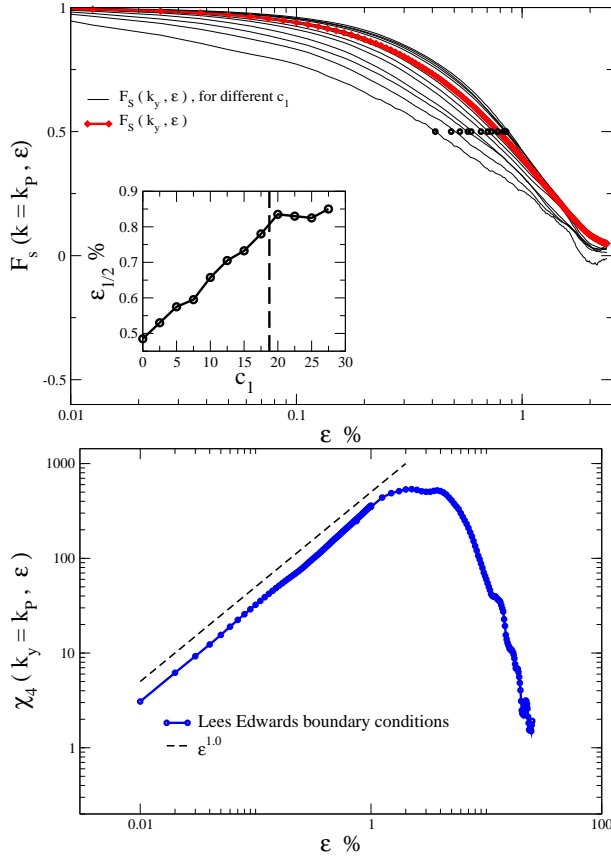 1
0.5
0
-0.5
F_s ( k = k_P , ε)
F_S ( k_y , ε) , for different c_1
F_S ( k_y , ε)
0.9
0.8
0.7
0.6
0.5
ε_{1/2} %
0 5 10 15 20 25 30
c_1
0.01 0.1 1
ε %
1000
100
10
1
χ_4 ( k_y = k_P , ε)
Lees Edwards boundary conditions
ε^{1.0}
0.01 1 100
ε %